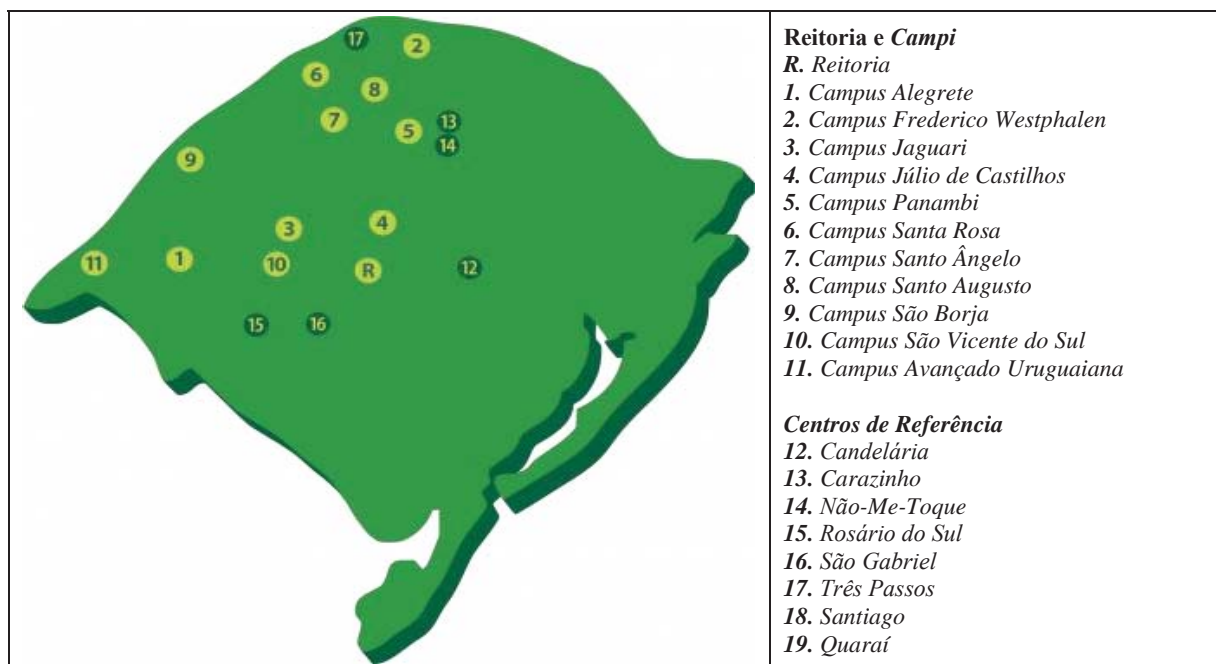 17
2
6
8
7
5
13
14
9
3
4
11
1
10
R
12
15
16
Reitoria e Campi
R. Reitoria
1. Campus Alegrete
2. Campus Frederico Westphalen
3. Campus Jaguari
4. Campus Júlio de Castilhos
5. Campus Panambi
6. Campus Santa Rosa
7. Campus Santo Ângelo
8. Campus Santo Augusto
9. Campus São Borja
10. Campus São Vicente do Sul
11. Campus Avançado Uruguaiana
Centros de Referência
12. Candelária
13. Carazinho
14. Não-Me-Toque
15. Rosário do Sul
16. São Gabriel
17. Três Passos
18. Santiago
19. Quaraí